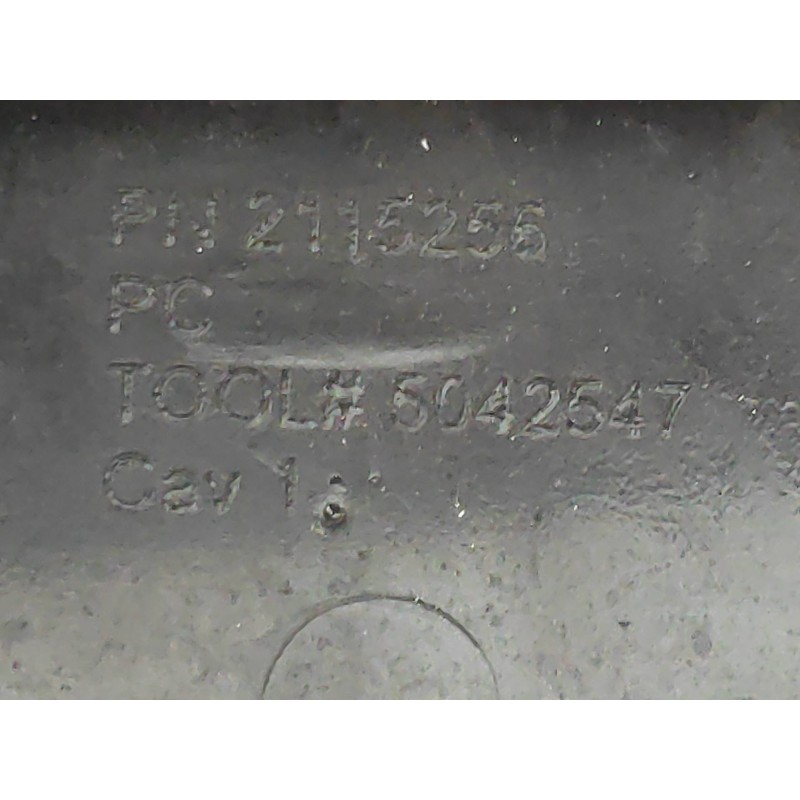 PN 2115256
PC
TOOL# 5042547
Cav 1